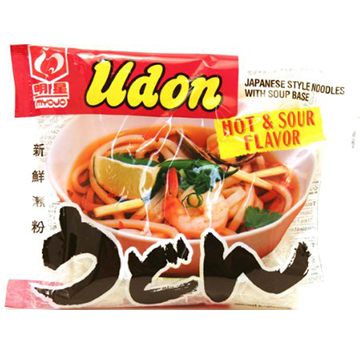 明星
MYOJO
Udon
JAPANESE STYLE NOODLES
WITH SOUP BASE
HOT & SOUR
FLAVOR
新鮮
粉
うどん